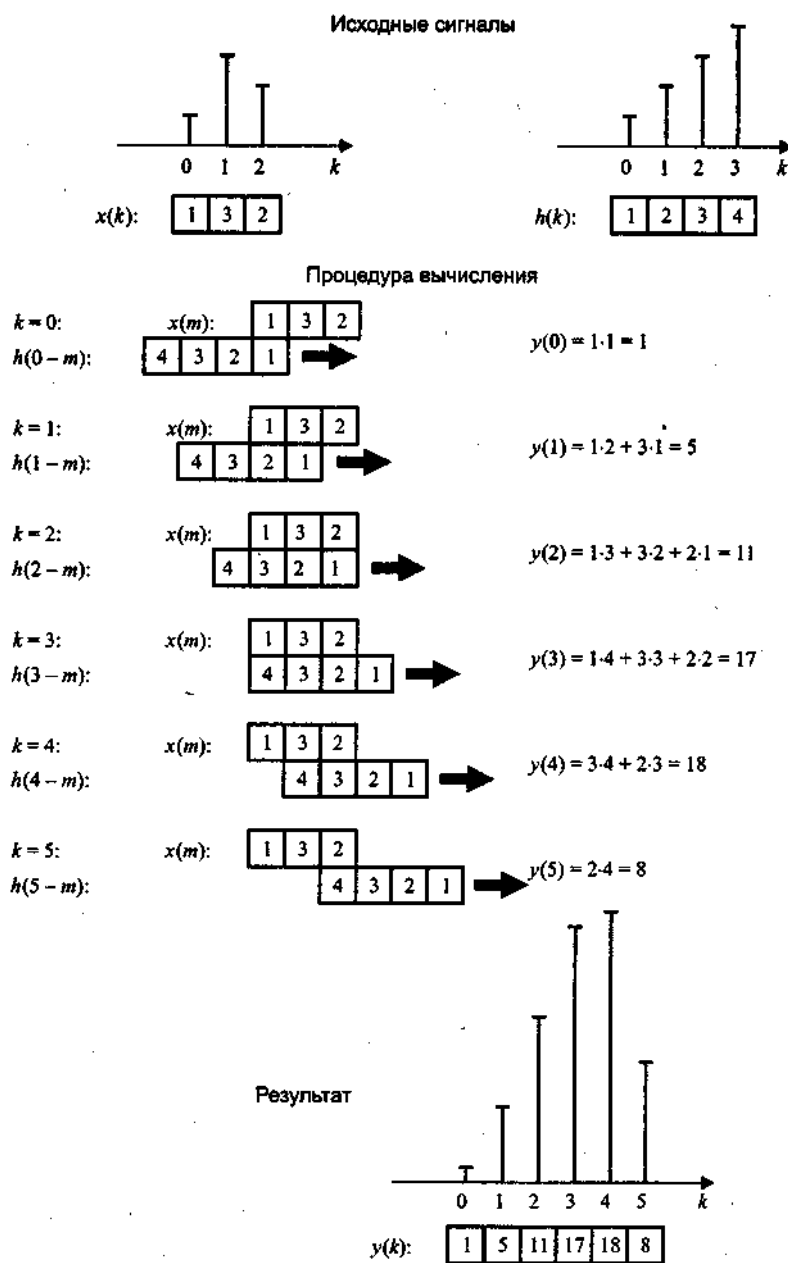 Исходные сигналы
0 1 2 k
0 1 2 3 k
x(k): 1 3 2
h(k): 1 2 3 4
Процедура вычисления
k = 0: x(m): 1 3 2
h(0 – m): 4 3 2 1
y(0) = 1·1 = 1
k = 1: x(m): 1 3 2
h(1 – m): 4 3 2 1
y(1) = 1·2 + 3·1 = 5
k = 2: x(m): 1 3 2
h(2 – m): 4 3 2 1
y(2) = 1·3 + 3·2 + 2·1 = 11
k = 3: x(m): 1 3 2
h(3 – m): 4 3 2 1
y(3) = 1·4 + 3·3 + 2·2 = 17
k = 4: x(m): 1 3 2
h(4 – m): 4 3 2 1
y(4) = 3·4 + 2·3 = 18
k = 5: x(m): 1 3 2
h(5 – m): 4 3 2 1
y(5) = 2·4 = 8
Результат
0 1 2 3 4 5 k
y(k): 1 5 11 17 18 8